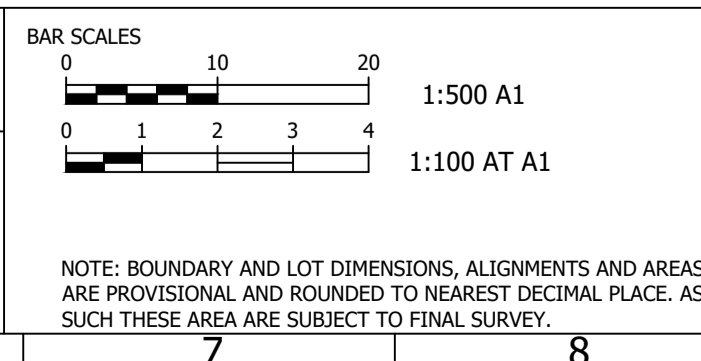 BAR SCALES
0 10 20
1:500 A1
0 1 2 3 4
1:100 AT A1
NOTE: BOUNDARY AND LOT DIMENSIONS, ALIGNMENTS AND AREAS
ARE PROVISIONAL AND ROUNDED TO NEAREST DECIMAL PLACE. AS
SUCH THESE AREA ARE SUBJECT TO FINAL SURVEY.
7 8